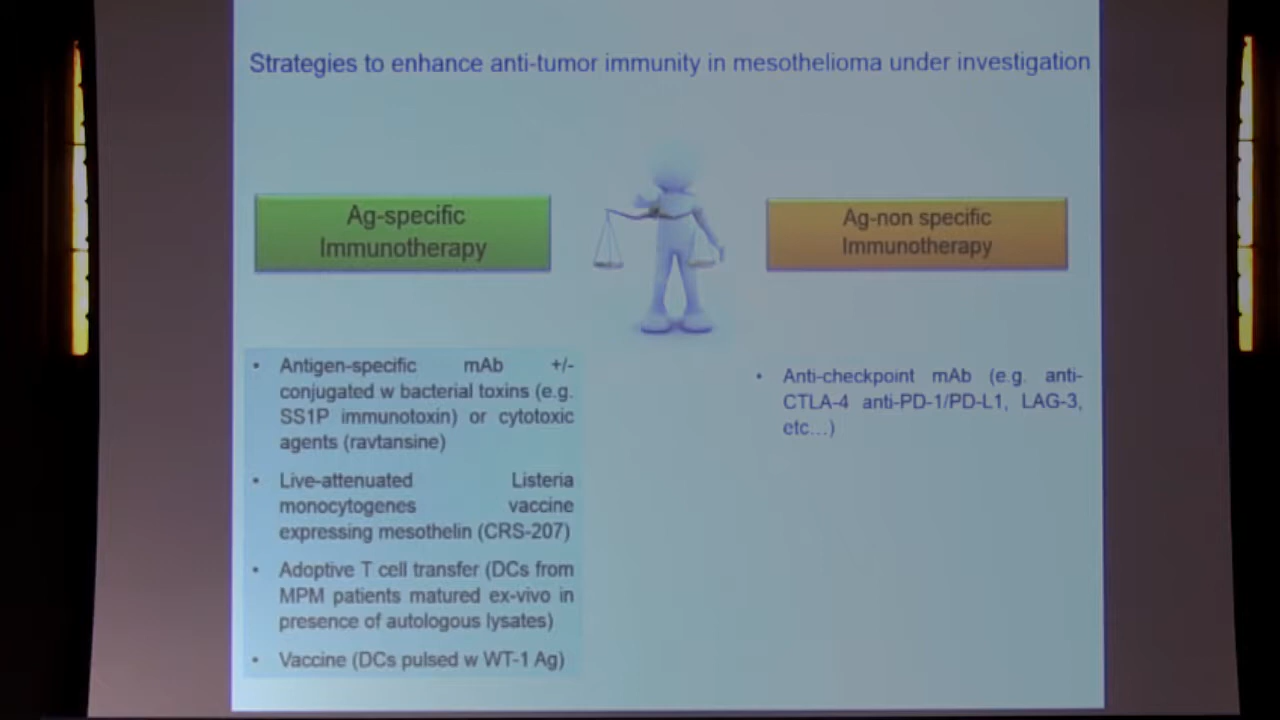 Strategies to enhance anti-tumor immunity in mesothelioma under investigation
Ag-specific
Immunotherapy
Ag-non specific
Immunotherapy
• Antigen-specific mAb +/-
conjugated w bacterial toxins (e.g.
SS1P immunotoxin) or cytotoxic
agents (ravtansine)
• Live-attenuated Listeria
monocytogenes vaccine
expressing mesothelin (CRS-207)
• Adoptive T cell transfer (DCs from
MPM patients matured ex-vivo in
presence of autologous lysates)
• Vaccine (DCs pulsed w WT-1 Ag)
• Anti-checkpoint mAb (e.g. anti-
CTLA-4 anti-PD-1/PD-L1, LAG-3,
etc…)